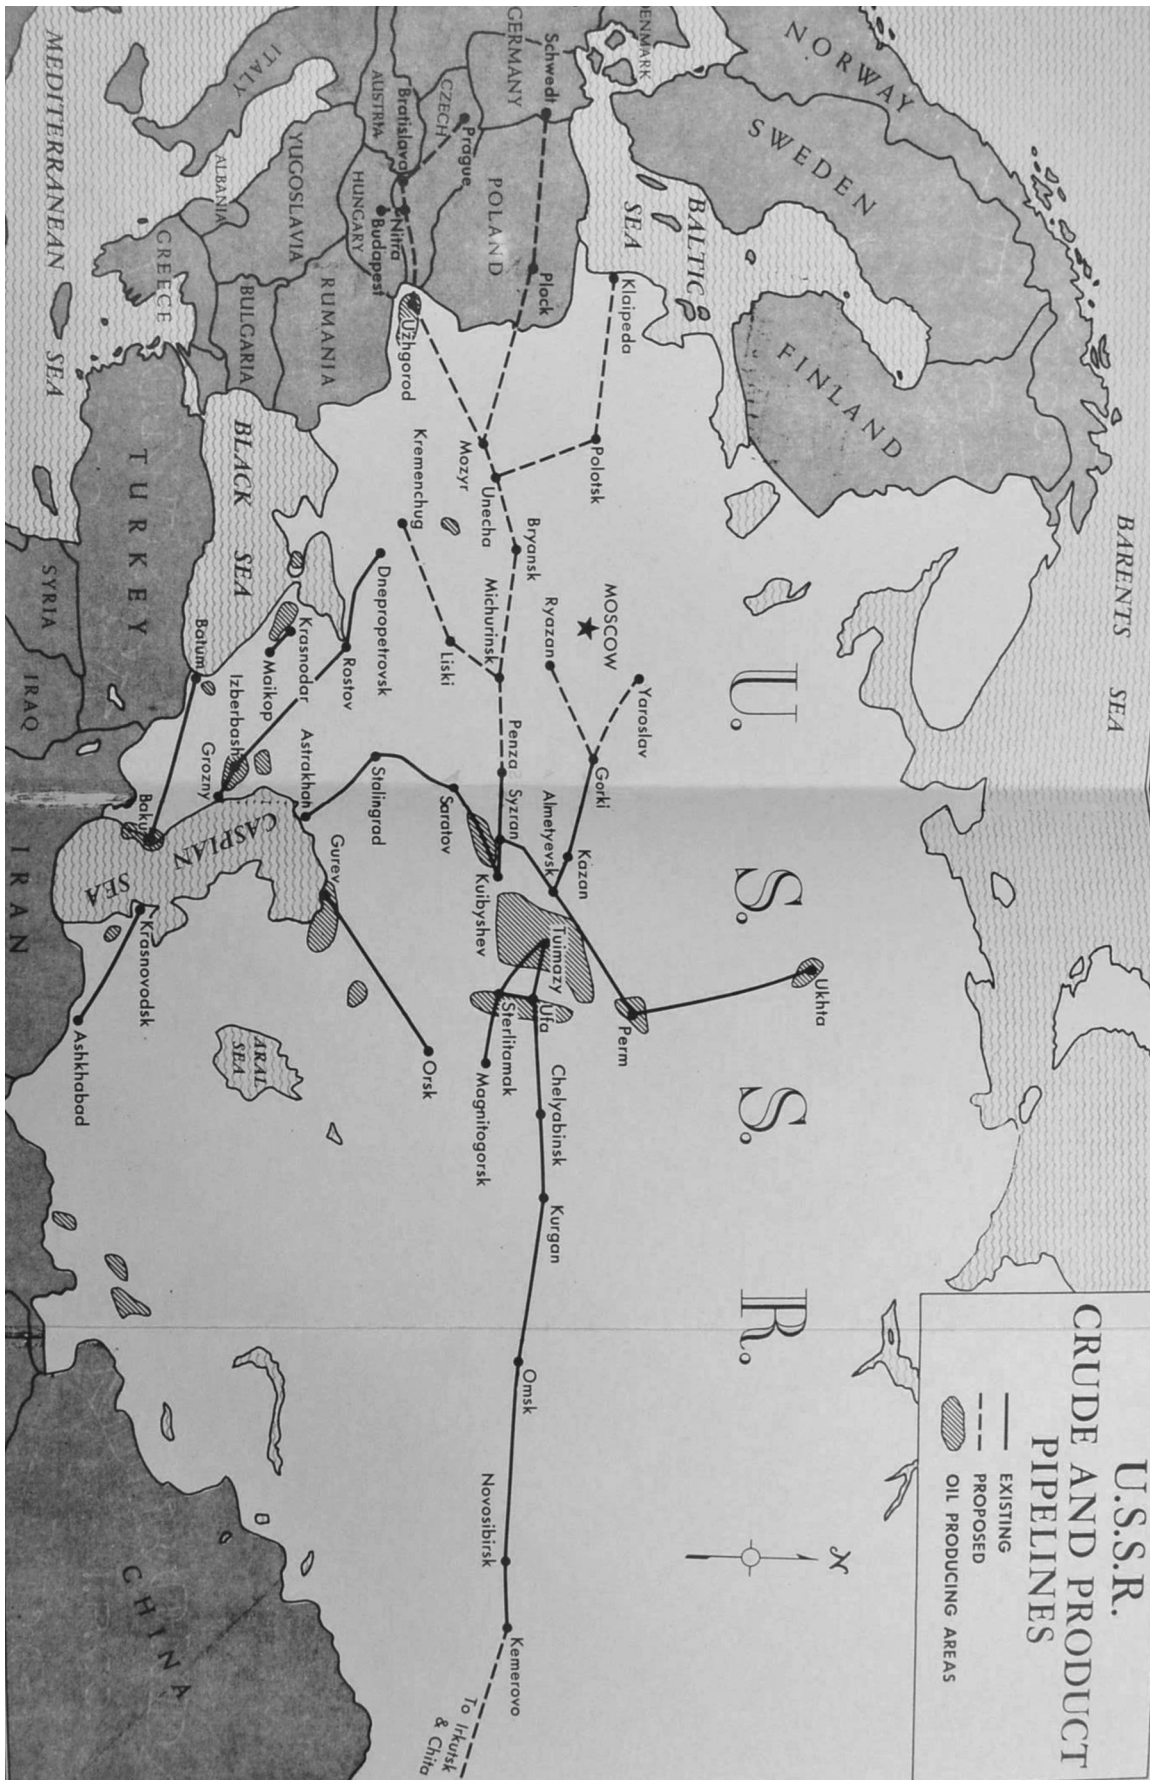 U.S.S.R.
CRUDE AND PRODUCT
PIPELINES
EXISTING
PROPOSED
OIL PRODUCING AREAS
N
BARENTS
SEA
NORWAY
SWEDEN
FINLAND
DENMARK
BALTIC
SEA
GERMANY
POLAND
CZECH
AUSTRIA
HUNGARY
ITALY
YUGOSLAVIA
ALBANIA
GREECE
RUMANIA
BULGARIA
MEDITERRANEAN
SEA
BLACK
SEA
TURKEY
SYRIA
IRAQ
IRAN
CASPIAN
SEA
ARAL
SEA
CHINA
U. S. S. R.
Schwedt
Plock
Klaipeda
Polotsk
Prague
Bratislava
Nitra
Budapest
Uzhgorod
Mozyr
Unecha
Bryansk
Kremenchug
Michurinsk
Liski
MOSCOW
Ryazan
Yaroslav
Gorki
Kazan
Almetyevsk
Penza
Syzran
Kuibyshev
Saratov
Stalingrad
Astrakhan
Dnepropetrovsk
Rostov
Krasnodar
Maikop
Izberbash
Grozny
Batum
Baku
Gurev
Orsk
Krasnovodsk
Ashkhabad
Ukhta
Perm
Tuimazy
Ufa
Sterlitamak
Magnitogorsk
Chelyabinsk
Kurgan
Omsk
Novosibirsk
Kemerovo
To Irkutsk
& Chita